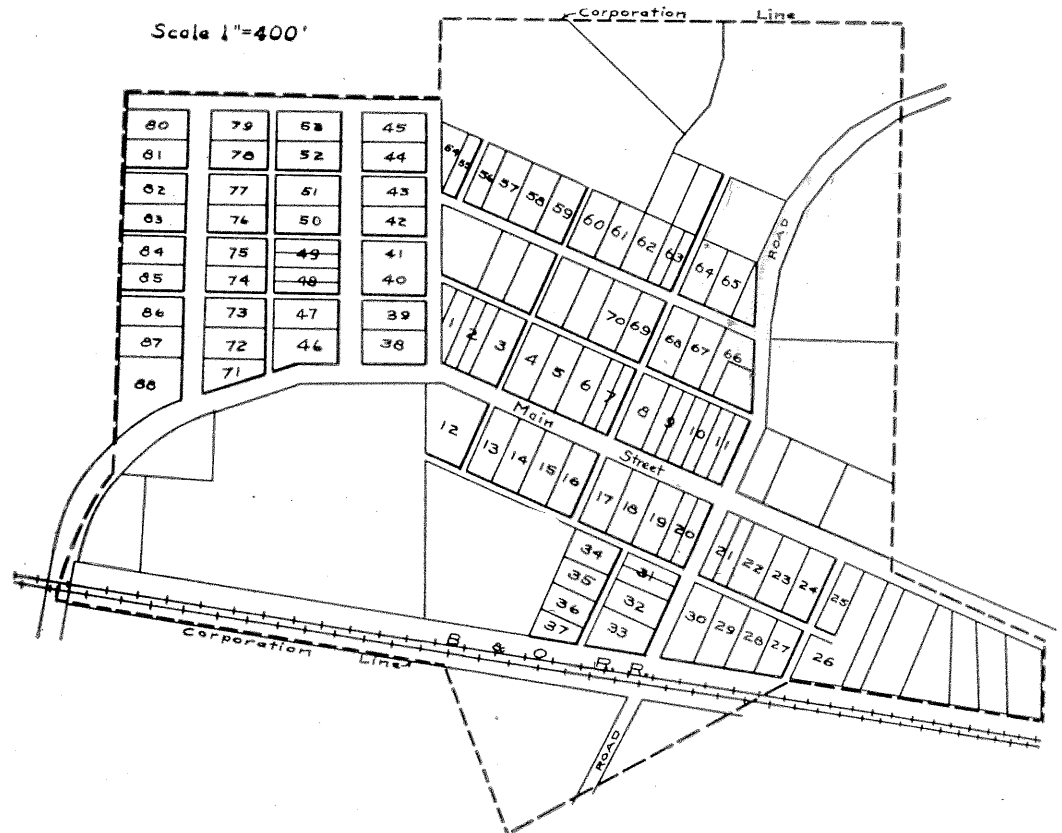 Corporation Line
Scale 1"=400'
80 79 53 45
81 78 52 44
82 77 51 43
83 76 50 42
84 75 49 41
85 74 48 40
86 73 47 39
87 72 46 38
88 71
54 55 56 57 58 59 60 61 62 63 64 65
ROAD
70 69 68 67 66
1 2 3 4 5 6 7 8 9 10 11
Main Street
12 13 14 15 16 17 18 19 20 21 22 23 24 25
34 31
35 32
36 33
37
30 29 28 27 26
B & O R R.
Corporation Line
ROAD